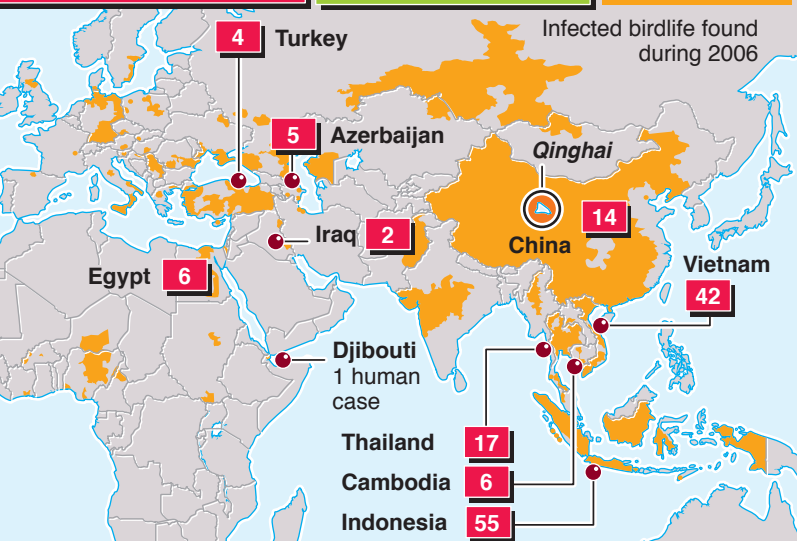 Infected birdlife found
during 2006
4 Turkey
5 Azerbaijan
Qinghai
14
China
Iraq 2
Egypt 6
Vietnam
42
Djibouti
1 human
case
Thailand 17
Cambodia 6
Indonesia 55